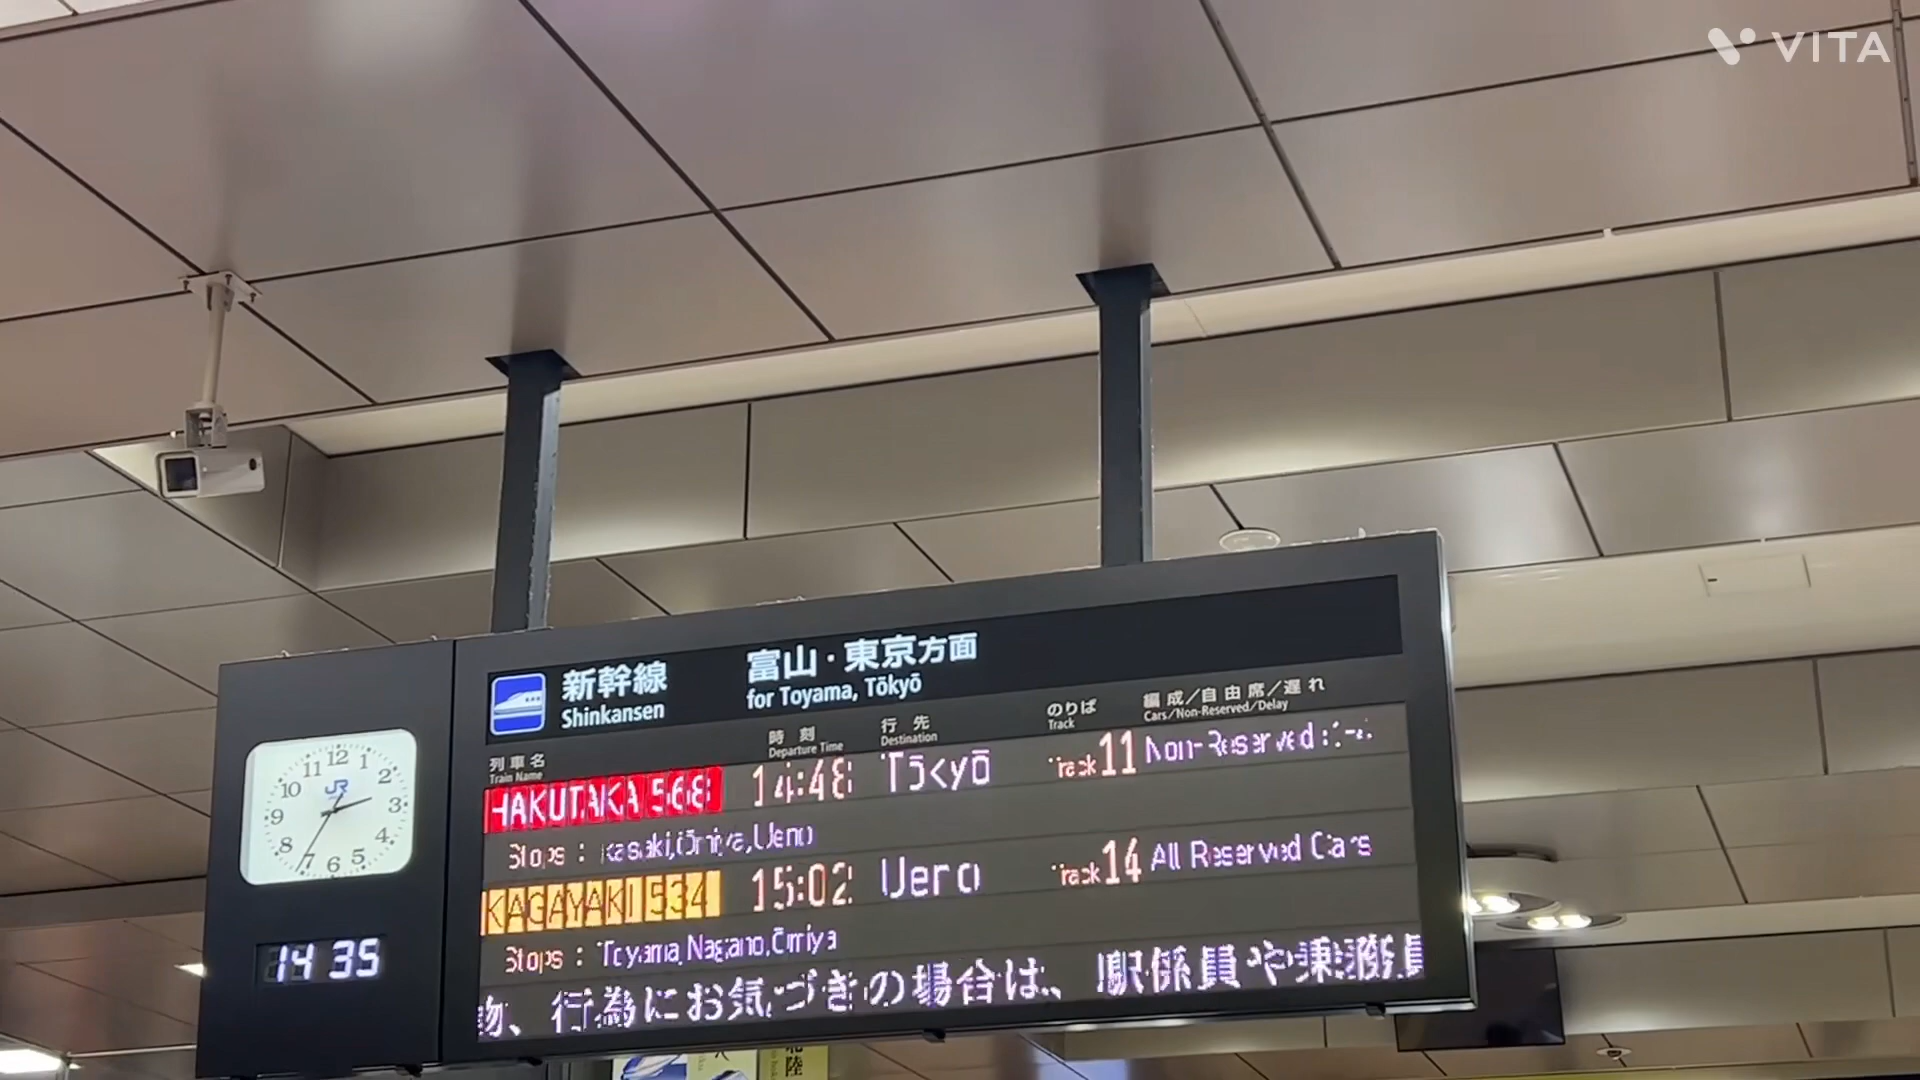 VITA
新幹線
Shinkansen
富山・東京方面
for Toyama, Tōkyō
列車名
Train Name
時刻
Departure Time
行先
Destination
のりば
Track
編成／自由席／遅れ
Cars／Non-Reserved／Delay
HAKUTAKA 568 14:48 Tōkyō Track 11 Non-Reserved:
Stops : Ōmiya,Ueno
KAGAYAKI 534 15:02 Ueno Track 14 All Reserved Cars
Stops : Toyama,Nagano,Ōmiya
物、行為にお気づきの場合は、駅係員や乗務員
12 1 2 3 4 5 6 7 8 9 10 11
JR
14 35